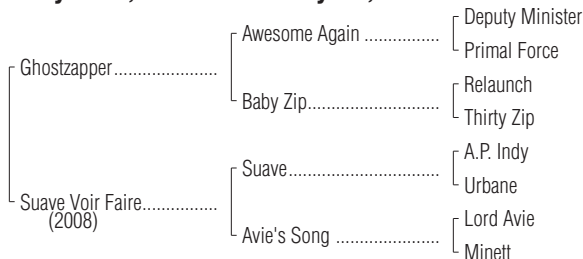 Deputy Minister
Awesome Again ................
Primal Force
Ghostzapper.....................
Relaunch
Baby Zip............................
Thirty Zip
A.P. Indy
Suave................................
Urbane
Suave Voir Faire................
(2008)
Lord Avie
Avie's Song ......................
Minett